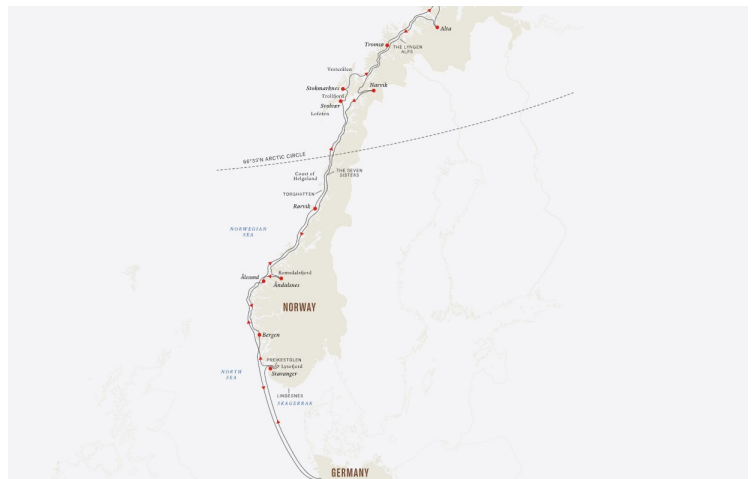 Alta
Tromsø
THE LYNGEN
ALPS
Vesterålen
Stokmarknes
Narvik
Trollfjord
Svolvær
Lofoten
66°33'N ARCTIC CIRCLE
Coast of
Helgeland
THE SEVEN
SISTERS
TORGHATTEN
Rørvik
NORWEGIAN
SEA
Romsdalsfjord
Ålesund
Åndalsnes
NORWAY
Bergen
PREIKESTOLEN
Lysefjord
NORTH
SEA
Stavanger
LINDESNES
SKAGERRAK
GERMANY